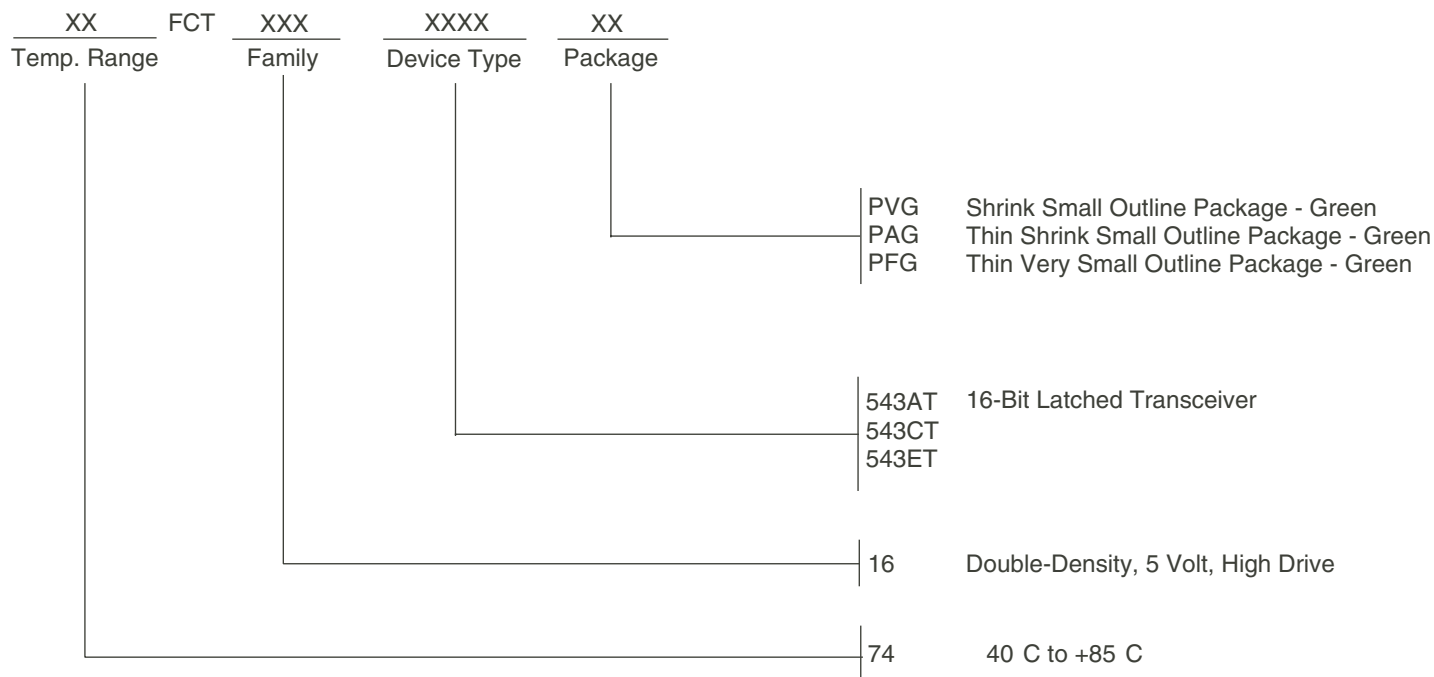 XX FCT XXX XXXX XX
Temp. Range Family Device Type Package
PVG Shrink Small Outline Package - Green
PAG Thin Shrink Small Outline Package - Green
PFG Thin Very Small Outline Package - Green
543AT 16-Bit Latched Transceiver
543CT
543ET
16 Double-Density, 5 Volt, High Drive
74 40 C to +85 C